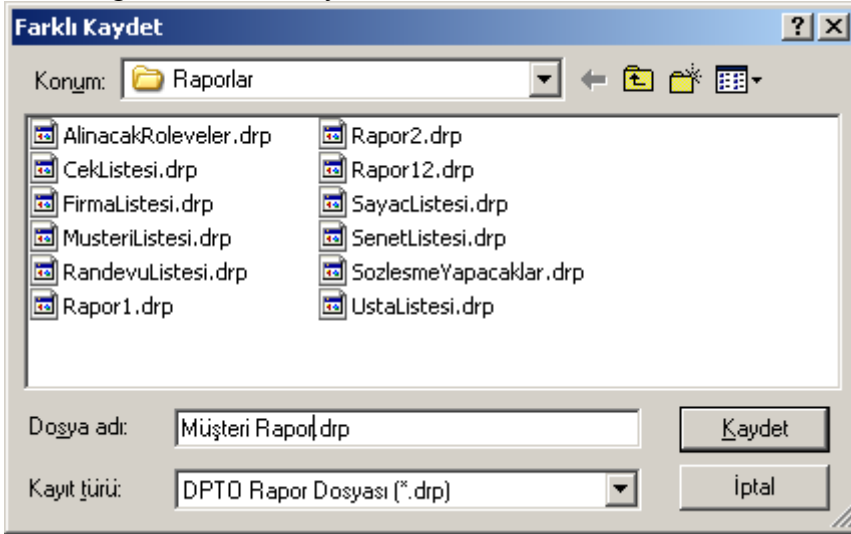 Farklı Kaydet
Konum: Raporlar
AlinacakRoleveler.drp
CekListesi.drp
FirmaListesi.drp
MusteriListesi.drp
RandevuListesi.drp
Rapor1.drp
Rapor2.drp
Rapor12.drp
SayacListesi.drp
SenetListesi.drp
SozlesmeYapacaklar.drp
UstaListesi.drp
Dosya adı: Müşteri Rapor.drp Kaydet
Kayıt türü: DPTO Rapor Dosyası (*.drp) İptal